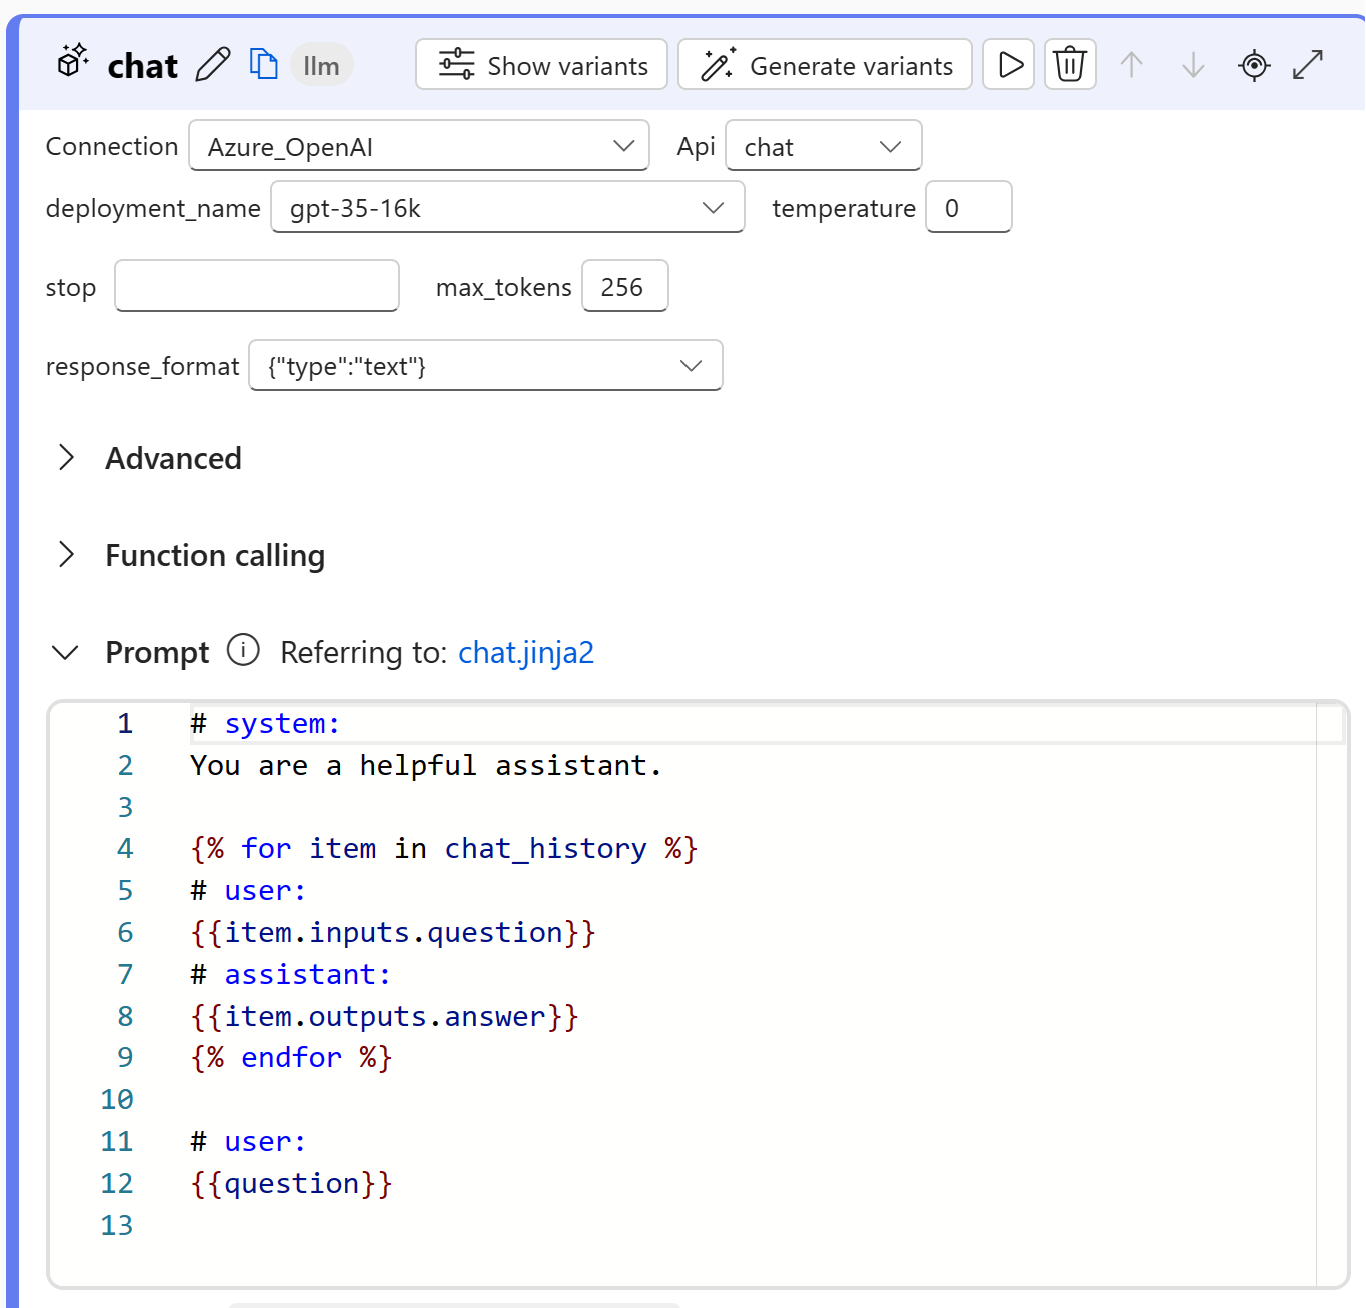 chat llm Show variants Generate variants
Connection Azure_OpenAI Api chat
deployment_name gpt-35-16k temperature 0
stop max_tokens 256
response_format {"type":"text"}
Advanced
Function calling
Prompt Referring to: chat.jinja2
1 # system:
2 You are a helpful assistant.
3
4 {% for item in chat_history %}
5 # user:
6 {{item.inputs.question}}
7 # assistant:
8 {{item.outputs.answer}}
9 {% endfor %}
10
11 # user:
12 {{question}}
13